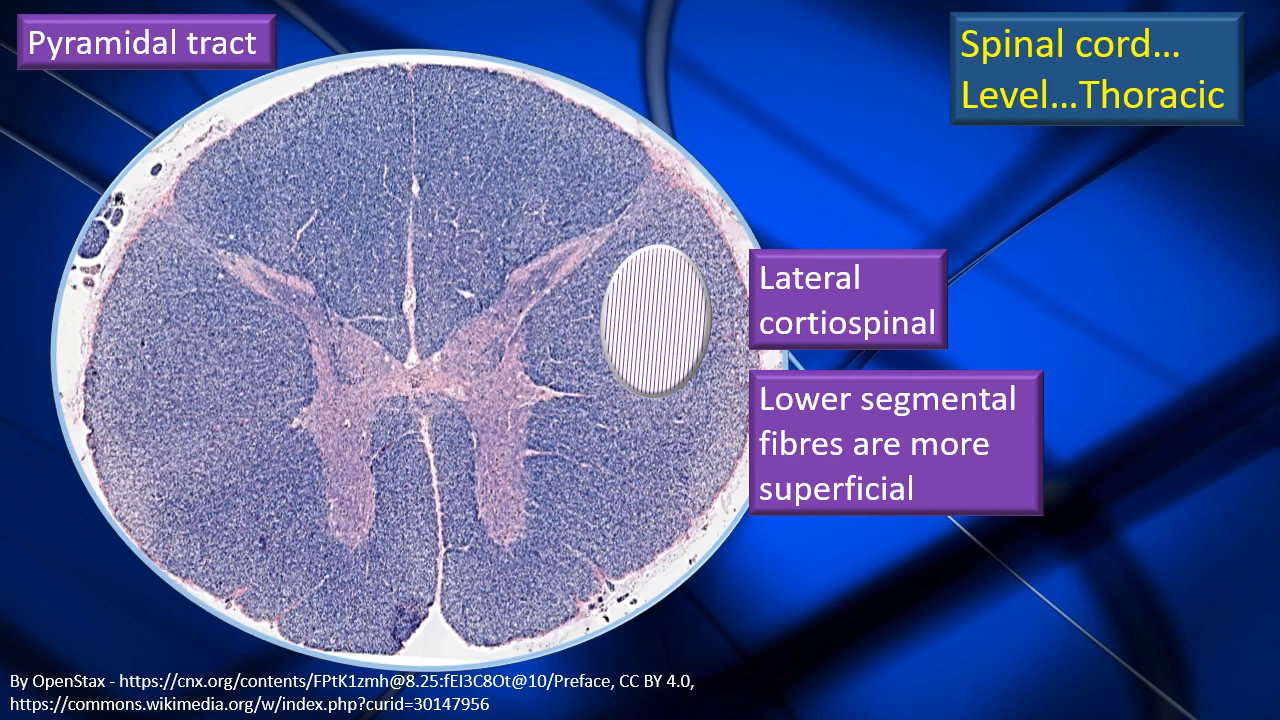 Pyramidal tract
Spinal cord…
Level…Thoracic
Lateral
cortiospinal
Lower segmental
fibres are more
superficial
By OpenStax - https://cnx.org/contents/FPtK1zmh@8.25:fEI3C8Ot@10/Preface, CC BY 4.0,
https://commons.wikimedia.org/w/index.php?curid=30147956